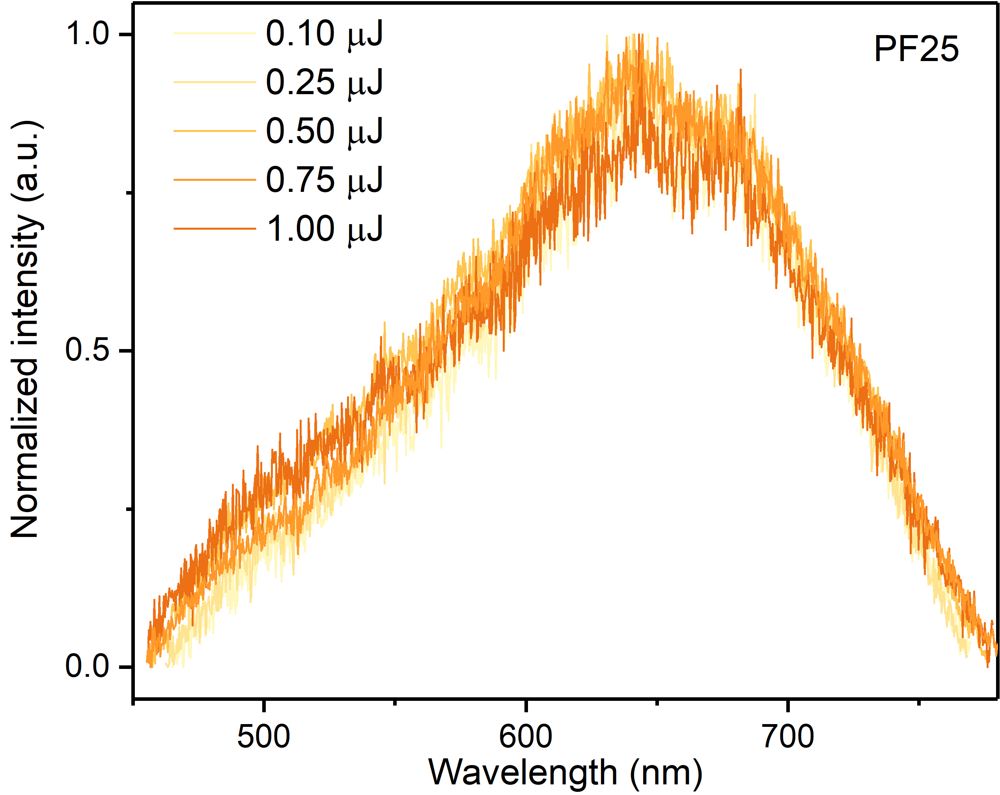 Normalized intensity (a.u.)
1.0
0.5
0.0
0.10 μJ
0.25 μJ
0.50 μJ
0.75 μJ
1.00 μJ
PF25
500
600
700
Wavelength (nm)